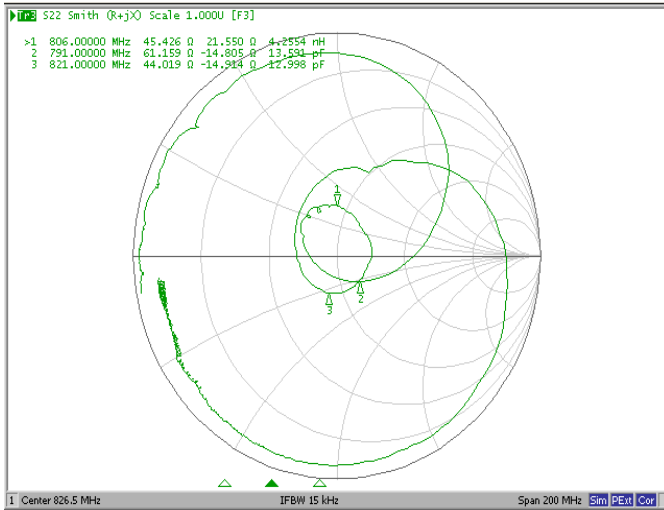 Tr3 S22 Smith (R+jX) Scale 1.000U [F3]
>1 806.00000 MHz 45.426 Ω 21.550 Ω 4.2554 nH
2 791.00000 MHz 61.159 Ω -14.805 Ω 13.591 pF
3 821.00000 MHz 44.019 Ω -14.914 Ω 12.998 pF
1
2
3
1 Center 826.5 MHz IFBW 15 kHz Span 200 MHz Sim PExt Cor